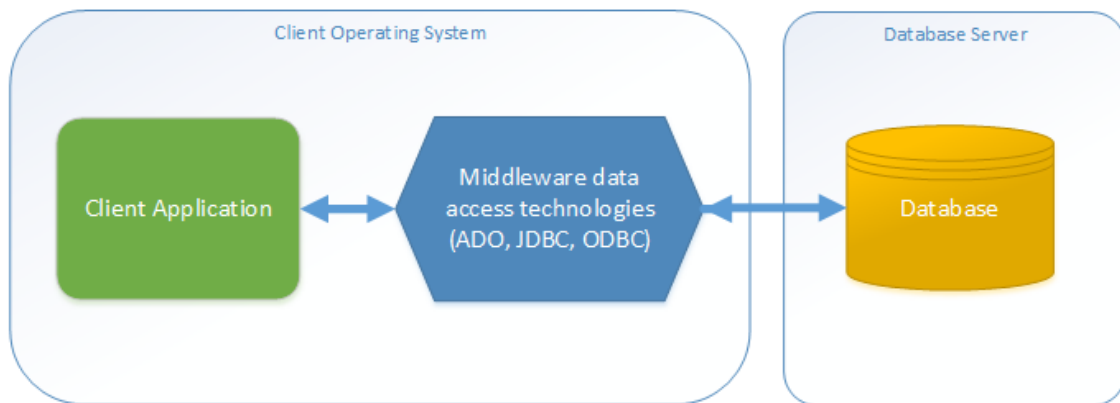 Client Operating System
Database Server
Client Application
Middleware data
access technologies
(ADO, JDBC, ODBC)
Database